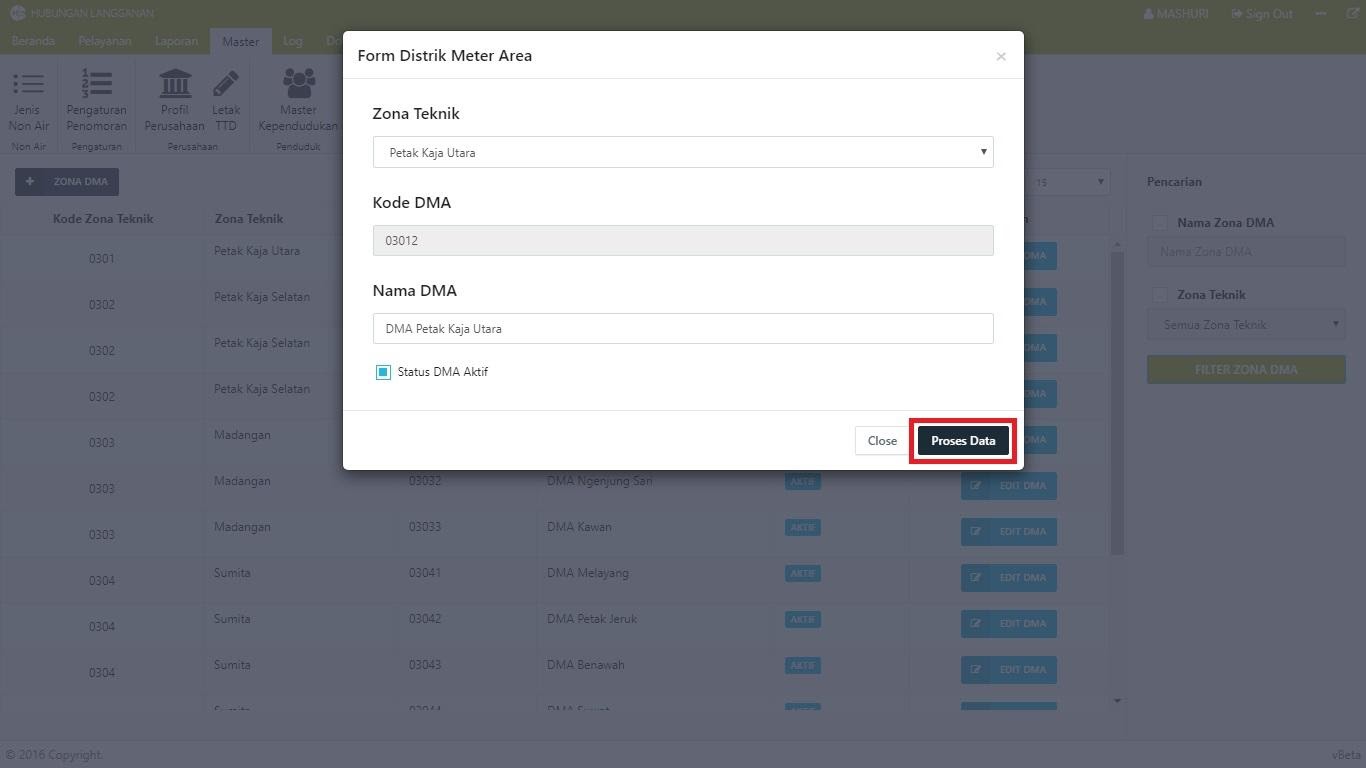 HUBUNGAN LANGGANAN
MASHURI
Sign Out
Beranda
Pelayanan
Laporan
Master
Log
Jenis
Non Air
Non Air
Pengaturan
Penomoran
Pengaturan
Profil
Perusahaan
Letak
TTD
Perusahaan
Master
Kependudukan
Penduduk
ZONA DMA
15
Kode Zona Teknik
Zona Teknik
0301
Petak Kaja Utara
DMA
0302
Petak Kaja Selatan
DMA
0302
Petak Kaja Selatan
DMA
0302
Petak Kaja Selatan
DMA
0303
Madangan
DMA
0303
Madangan
03032
DMA Ngenjung Sari
AKTIF
EDIT DMA
0303
Madangan
03033
DMA Kawan
AKTIF
EDIT DMA
0304
Sumita
03041
DMA Melayang
AKTIF
EDIT DMA
0304
Sumita
03042
DMA Petak Jeruk
AKTIF
EDIT DMA
0304
Sumita
03043
DMA Benawah
AKTIF
EDIT DMA
Form Distrik Meter Area
×
Zona Teknik
Petak Kaja Utara
Kode DMA
03012
Nama DMA
DMA Petak Kaja Utara
Status DMA Aktif
Close
Proses Data
Pencarian
Nama Zona DMA
Nama Zona DMA
Zona Teknik
Semua Zona Teknik
FILTER ZONA DMA
© 2016 Copyright.
vBeta